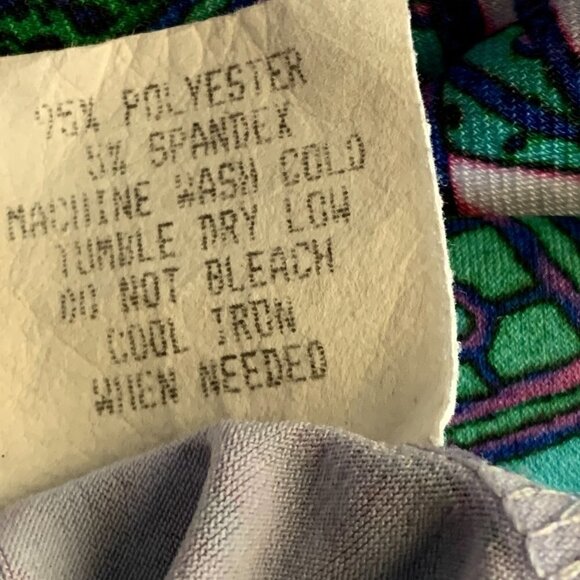 95% POLYESTER
5% SPANDEX
MACHINE WASH COLD
TUMBLE DRY LOW
DO NOT BLEACH
COOL IRON
WHEN NEEDED